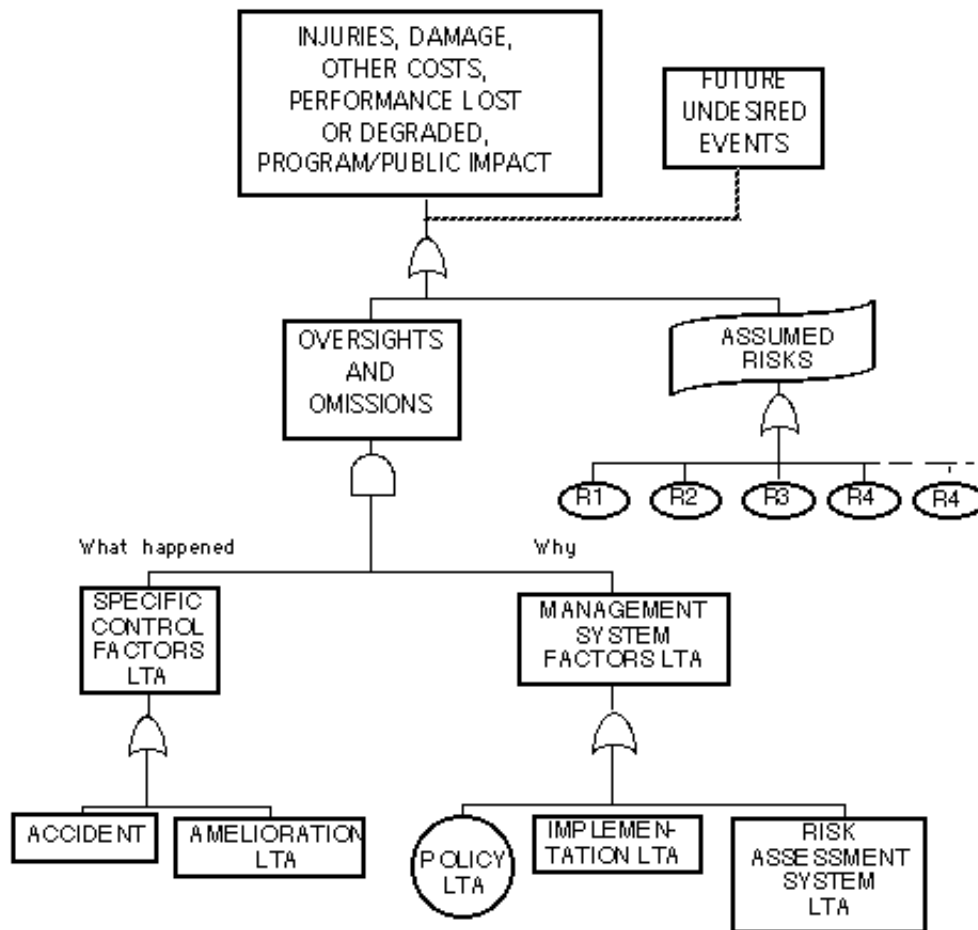 INJURIES, DAMAGE,
OTHER COSTS,
PERFORMANCE LOST
OR DEGRADED,
PROGRAM/PUBLIC IMPACT
FUTURE
UNDESIRED
EVENTS
OVERSIGHTS
AND
OMISSIONS
ASSUMED
RISKS
R1
R2
R3
R4
R4
What happened
Why
SPECIFIC
CONTROL
FACTORS
LTA
MANAGEMENT
SYSTEM
FACTORS LTA
ACCIDENT
AMELIORATION
LTA
POLICY
LTA
IMPLEMEN-
TATION LTA
RISK
ASSESSMENT
SYSTEM
LTA